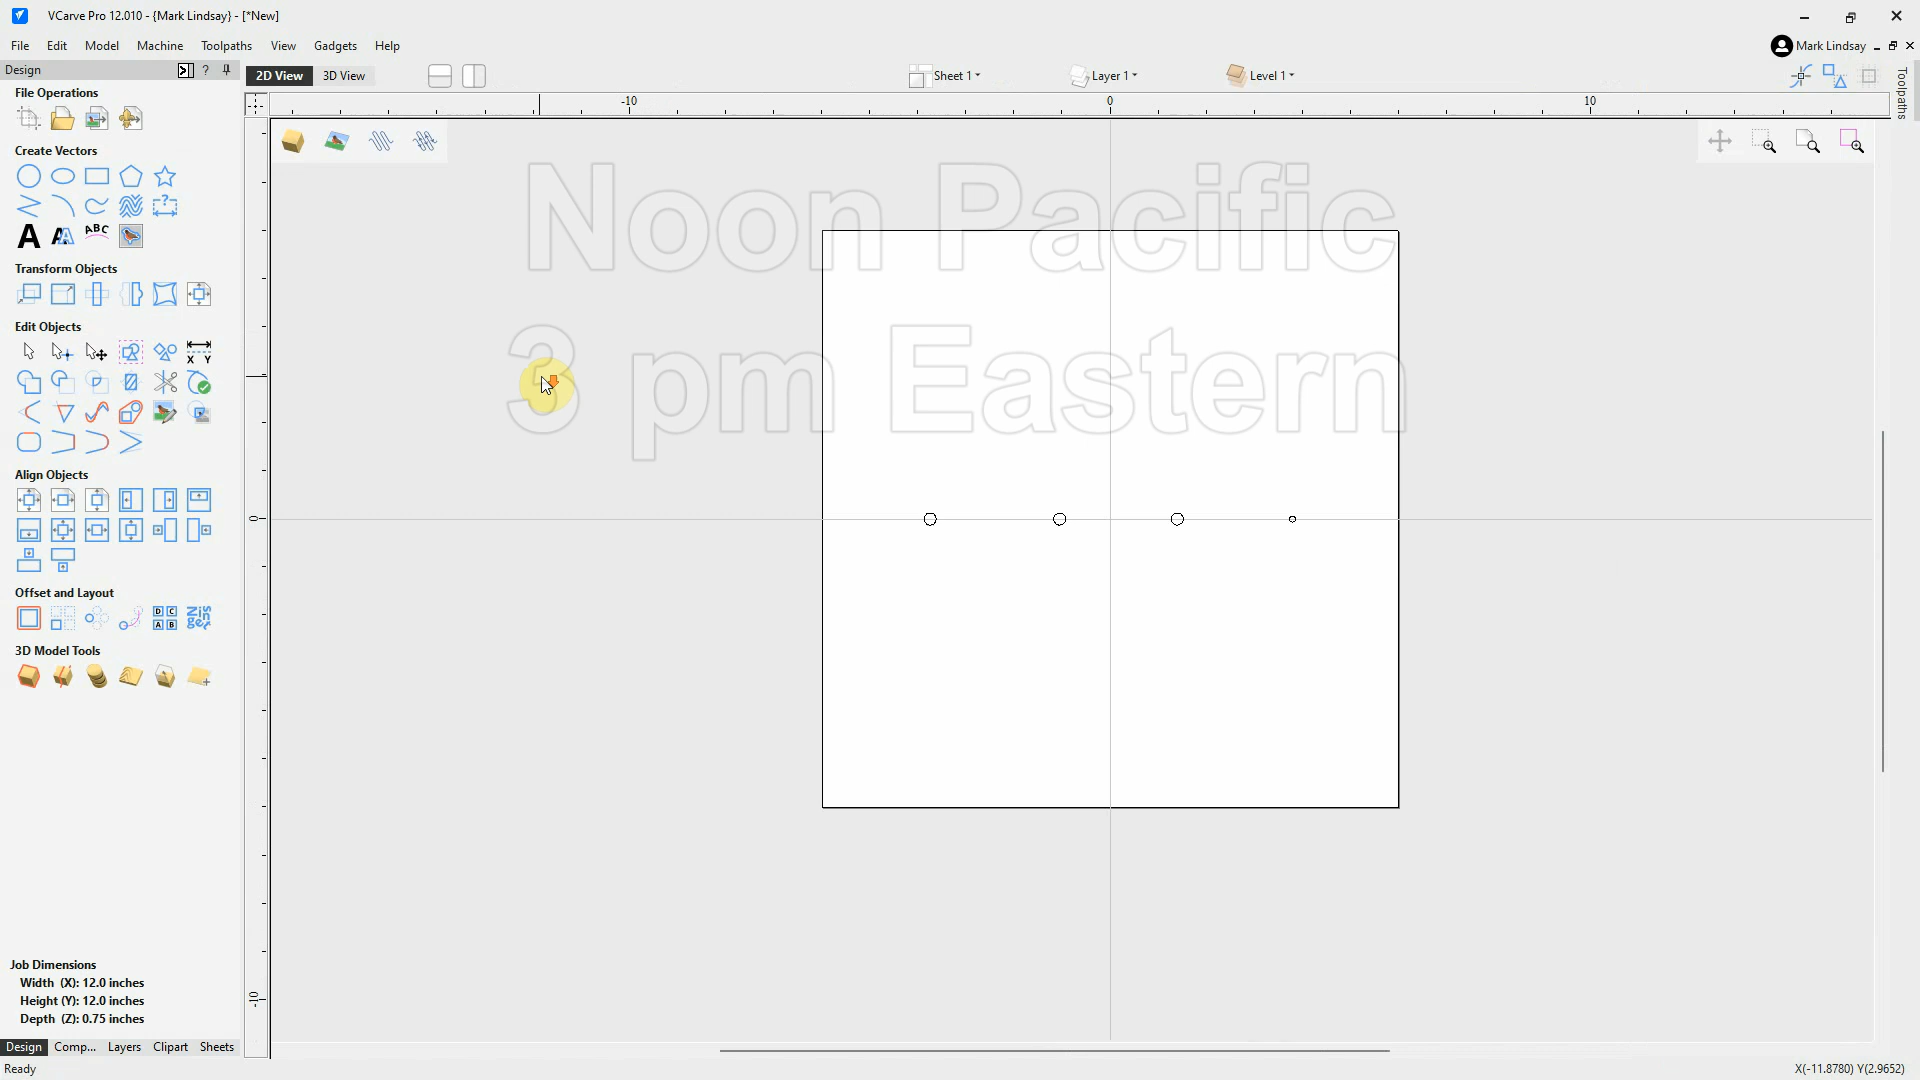 VCarve Pro 12.010 - {Mark Lindsay} - [*New]
File Edit Model Machine Toolpaths View Gadgets Help
Mark Lindsay
Design ?
2D View 3D View
Sheet 1 Layer 1 Level 1
Toolpaths
File Operations
-10 0 10
Create Vectors
Noon Pacific
A A ABC
Transform Objects
Edit Objects
3 pm Eastern
X Y
Align Objects
0
Offset and Layout
D C
A B
3D Model Tools
Job Dimensions
Width (X): 12.0 inches
Height (Y): 12.0 inches
Depth (Z): 0.75 inches
-10
Design Comp... Layers Clipart Sheets
Ready
X(-11.8780) Y(2.9652)